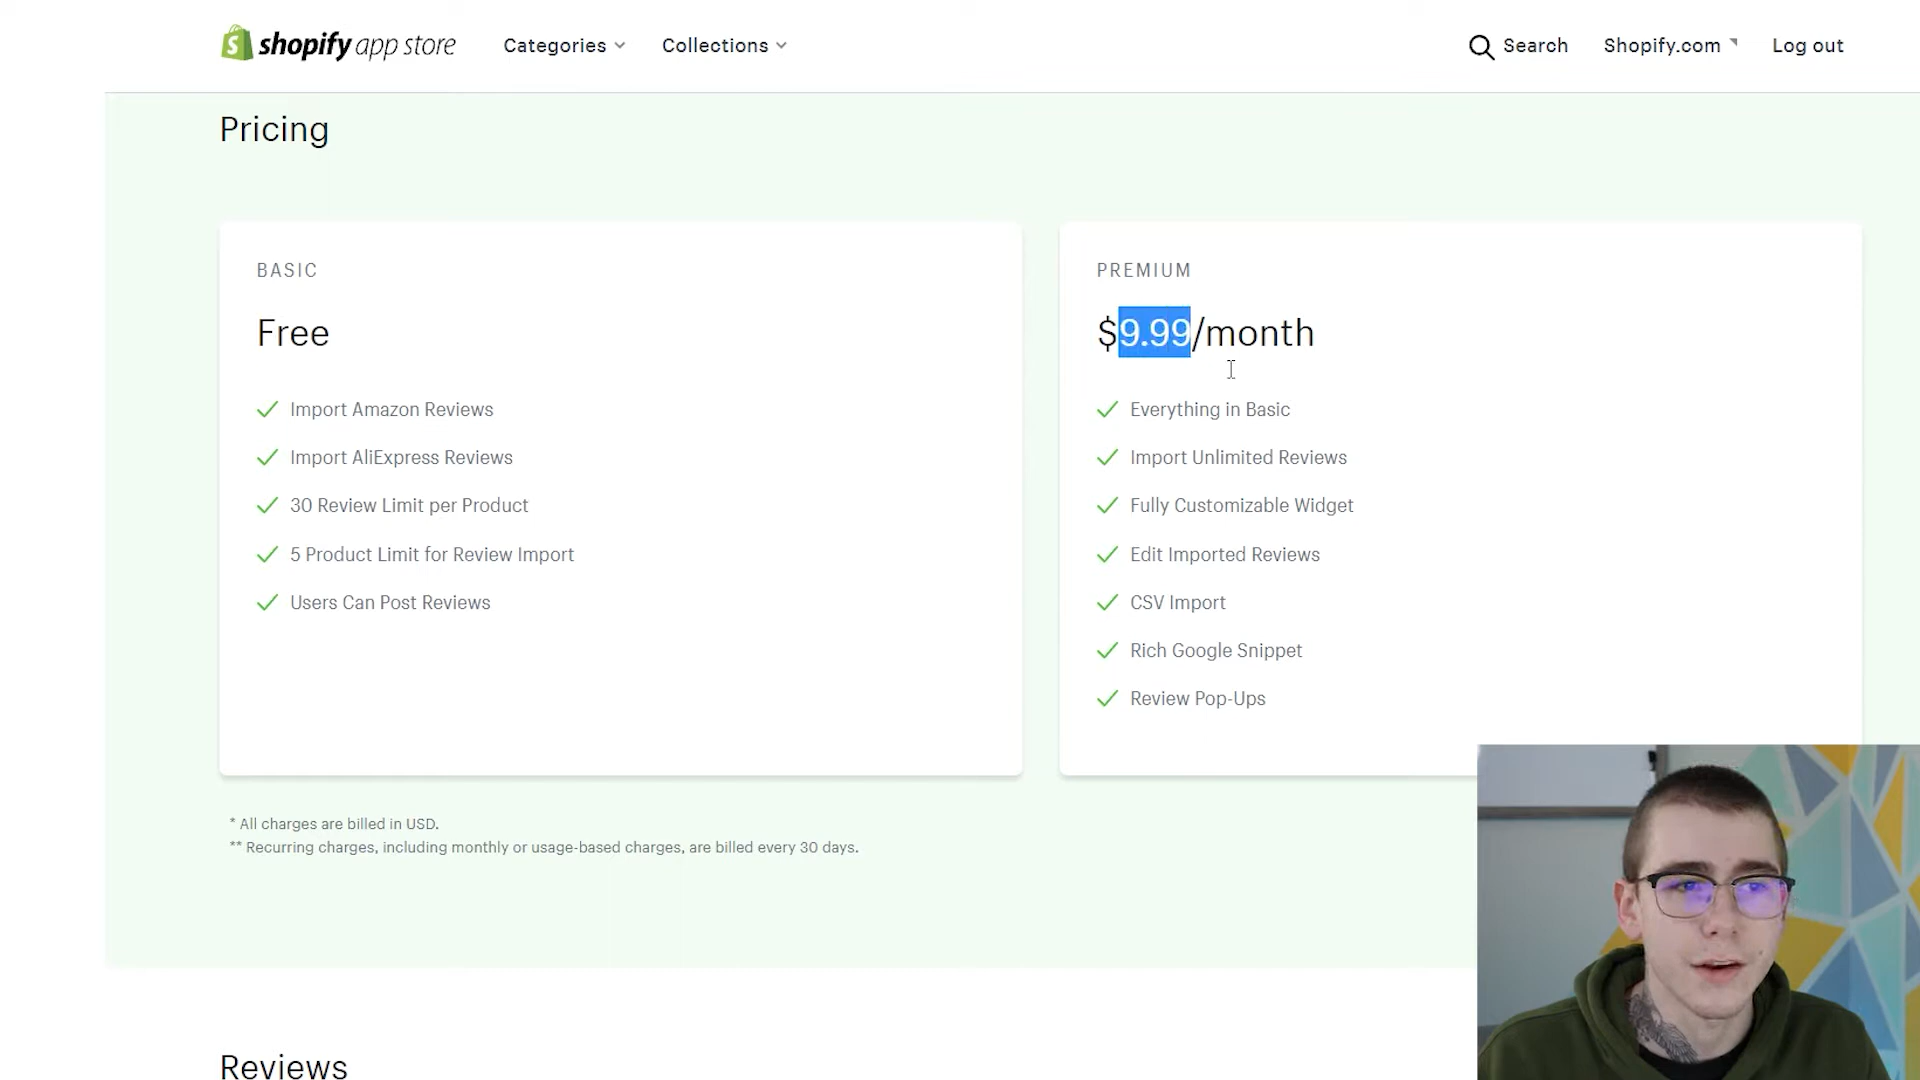 shopify app store Categories Collections Search Shopify.com Log out
Pricing
BASIC
Free
Import Amazon Reviews
Import AliExpress Reviews
30 Review Limit per Product
5 Product Limit for Review Import
Users Can Post Reviews
PREMIUM
$9.99/month
Everything in Basic
Import Unlimited Reviews
Fully Customizable Widget
Edit Imported Reviews
CSV Import
Rich Google Snippet
Review Pop-Ups
* All charges are billed in USD.
** Recurring charges, including monthly or usage-based charges, are billed every 30 days.
Reviews